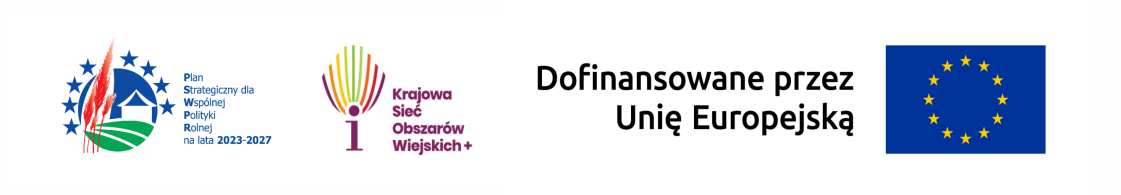 Plan
Strategiczny dla
Wspólnej
Polityki
Rolnej
na lata 2023-2027
Krajowa
Sieć
Obszarów
Wiejskich +
Dofinansowane przez
Unię Europejską